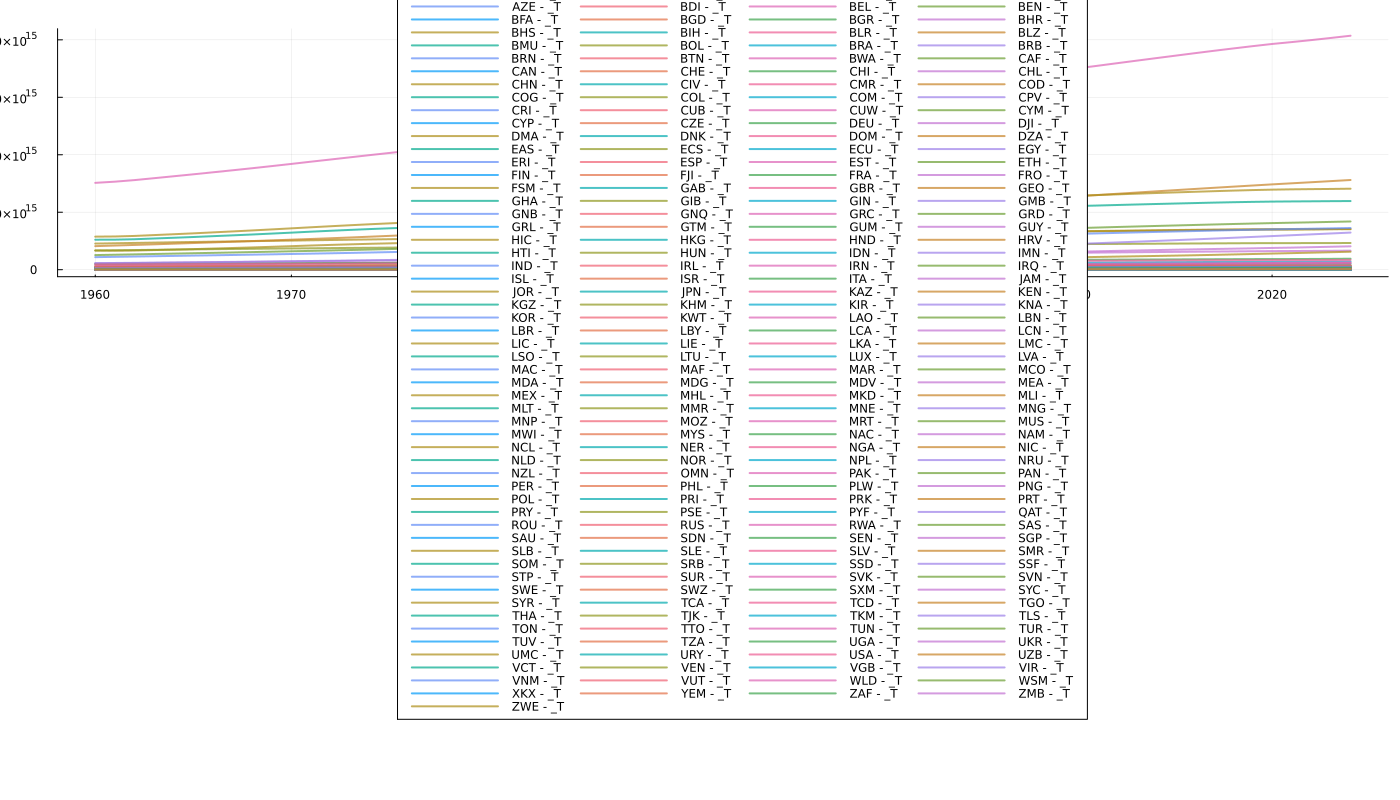 AZE - _T BDI - _T BEL - _T BEN - _T
BFA - _T BGD - _T BGR - _T BHR - _T
BHS - _T BIH - _T BLR - _T BLZ - _T
BMU - _T BOL - _T BRA - _T BRB - _T
BRN - _T BTN - _T BWA - _T CAF - _T
CAN - _T CHE - _T CHI - _T CHL - _T
CHN - _T CIV - _T CMR - _T COD - _T
COG - _T COL - _T COM - _T CPV - _T
CRI - _T CUB - _T CUW - _T CYM - _T
CYP - _T CZE - _T DEU - _T DJI - _T
DMA - _T DNK - _T DOM - _T DZA - _T
EAS - _T ECS - _T ECU - _T EGY - _T
ERI - _T ESP - _T EST - _T ETH - _T
FIN - _T FJI - _T FRA - _T FRO - _T
FSM - _T GAB - _T GBR - _T GEO - _T
GHA - _T GIB - _T GIN - _T GMB - _T
GNB - _T GNQ - _T GRC - _T GRD - _T
GRL - _T GTM - _T GUM - _T GUY - _T
HIC - _T HKG - _T HND - _T HRV - _T
HTI - _T HUN - _T IDN - _T IMN - _T
IND - _T IRL - _T IRN - _T IRQ - _T
ISL - _T ISR - _T ITA - _T JAM - _T
JOR - _T JPN - _T KAZ - _T KEN - _T
KGZ - _T KHM - _T KIR - _T KNA - _T
KOR - _T KWT - _T LAO - _T LBN - _T
LBR - _T LBY - _T LCA - _T LCN - _T
LIC - _T LIE - _T LKA - _T LMC - _T
LSO - _T LTU - _T LUX - _T LVA - _T
MAC - _T MAF - _T MAR - _T MCO - _T
MDA - _T MDG - _T MDV - _T MEA - _T
MEX - _T MHL - _T MKD - _T MLI - _T
MLT - _T MMR - _T MNE - _T MNG - _T
MNP - _T MOZ - _T MRT - _T MUS - _T
MWI - _T MYS - _T NAC - _T NAM - _T
NCL - _T NER - _T NGA - _T NIC - _T
NLD - _T NOR - _T NPL - _T NRU - _T
NZL - _T OMN - _T PAK - _T PAN - _T
PER - _T PHL - _T PLW - _T PNG - _T
POL - _T PRI - _T PRK - _T PRT - _T
PRY - _T PSE - _T PYF - _T QAT - _T
ROU - _T RUS - _T RWA - _T SAS - _T
SAU - _T SDN - _T SEN - _T SGP - _T
SLB - _T SLE - _T SLV - _T SMR - _T
SOM - _T SRB - _T SSD - _T SSF - _T
STP - _T SUR - _T SVK - _T SVN - _T
SWE - _T SWZ - _T SXM - _T SYC - _T
SYR - _T TCA - _T TCD - _T TGO - _T
THA - _T TJK - _T TKM - _T TLS - _T
TON - _T TTO - _T TUN - _T TUR - _T
TUV - _T TZA - _T UGA - _T UKR - _T
UMC - _T URY - _T USA - _T UZB - _T
VCT - _T VEN - _T VGB - _T VIR - _T
VNM - _T VUT - _T WLD - _T WSM - _T
XKX - _T YEM - _T ZAF - _T ZMB - _T
ZWE - _T
0
1960 1970 2020